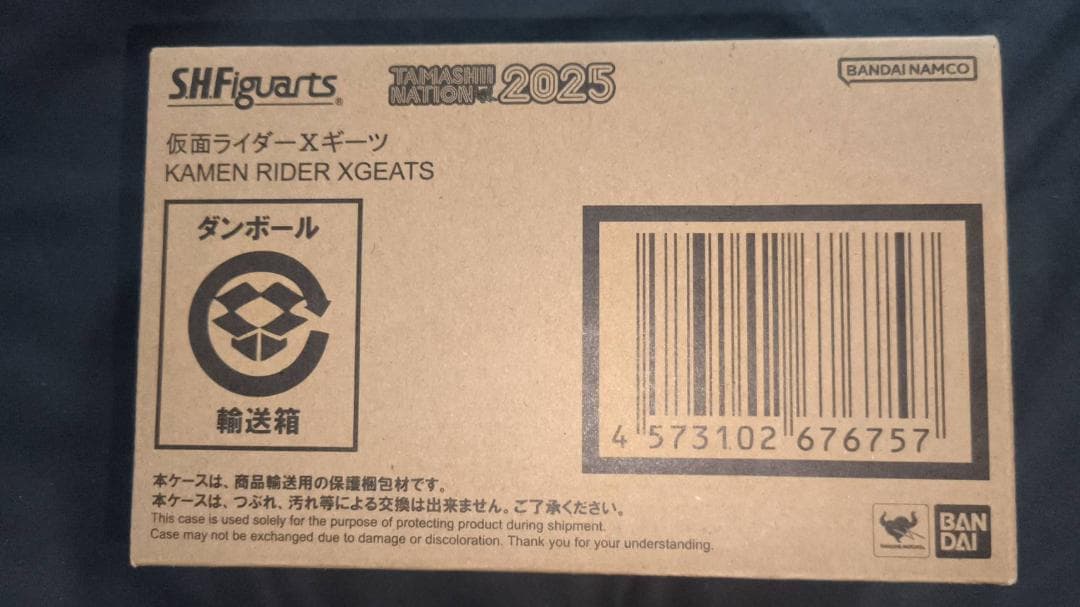 S.H.Figuarts®
TAMASHII NATION 2025
BANDAI NAMCO
仮面ライダーXギーツ
KAMEN RIDER XGEATS
ダンボール
輸送箱
4 573102 676757
本ケースは、商品輸送用の保護梱包材です。
本ケースは、つぶれ、汚れ等による交換は出来ません。ご了承ください。
This case is used solely for the purpose of protecting product during shipment.
Case may not be exchanged due to damage or discoloration. Thank you for your understanding.
BAN
DAI